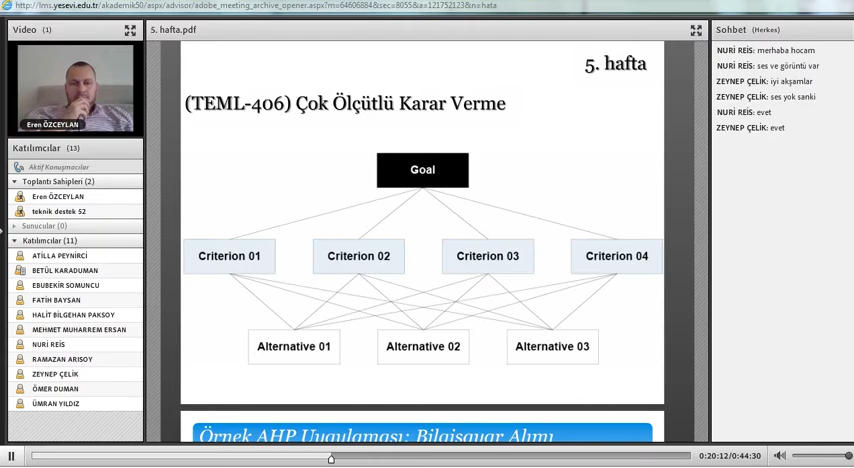 http://lms.yesevi.edu.tr/akademik50/aspx/advisor/adobe_meeting_archive_opener.aspx?m=64606884&sec=8055&a=121752123&n=hata
Video (1)
Eren ÖZCEYLAN
Katılımcılar (13)
Aktif Konuşmacılar
Toplantı Sahipleri (2)
Eren ÖZCEYLAN
teknik destek 52
Sunucular (0)
Katılımcılar (11)
ATİLLA PEYNİRCİ
BETÜL KARADUMAN
EBUBEKİR SOMUNCU
FATİH BAYSAN
HALİT BİLGEHAN PAKSOY
MEHMET MUHARREM ERSAN
NURİ REİS
RAMAZAN ARISOY
ZEYNEP ÇELİK
ÖMER DUMAN
ÜMRAN YILDIZ
5. hafta.pdf
5. hafta
(TEML-406) Çok Ölçütlü Karar Verme
Goal
Criterion 01 Criterion 02 Criterion 03 Criterion 04
Alternative 01 Alternative 02 Alternative 03
Örnek AHP Uygulaması: Bilgisayar Alımı
Sohbet (Herkes)
NURİ REİS: merhaba hocam
NURİ REİS: ses ve görüntü var
ZEYNEP ÇELİK: iyi akşamlar
ZEYNEP ÇELİK: ses yok sanki
NURİ REİS: evet
ZEYNEP ÇELİK: evet
0:20:12/0:44:30